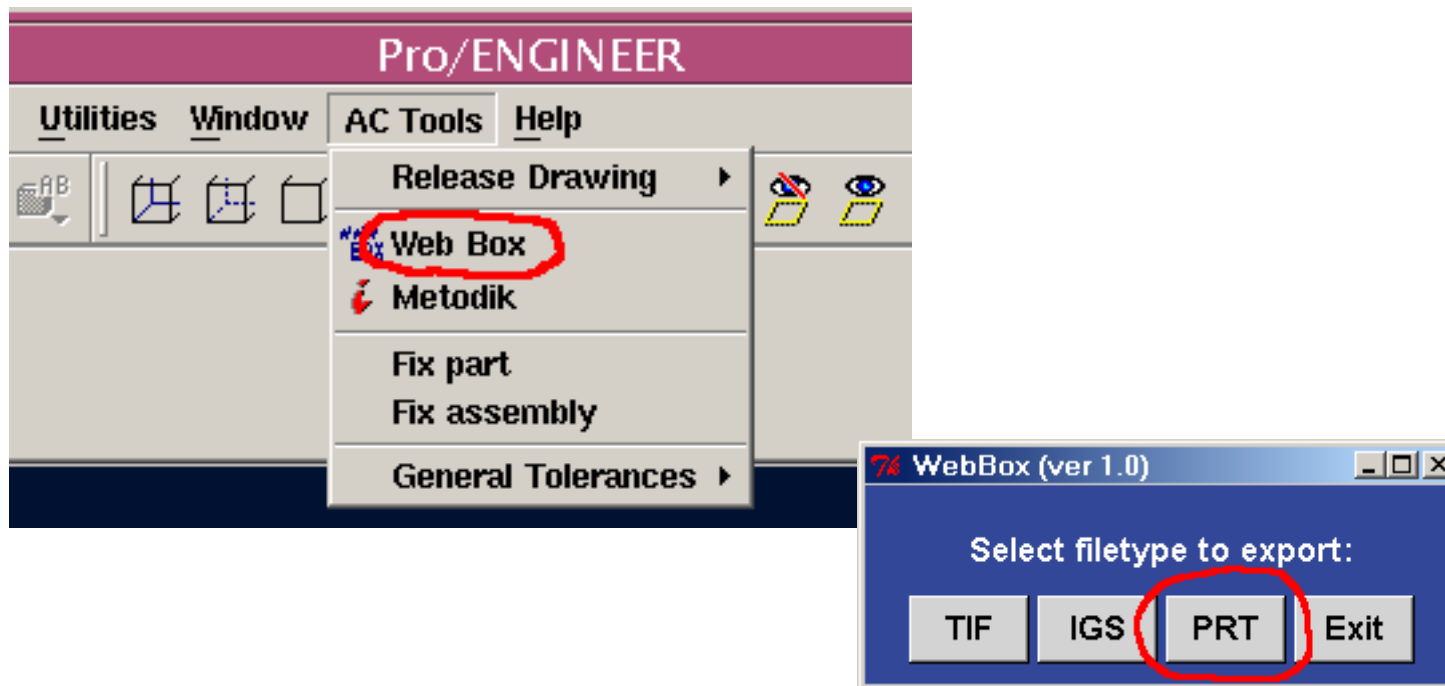 Pro/ENGINEER
Utilities Window AC Tools Help
AB
Release Drawing
Web Box
Metodik
Fix part
Fix assembly
General Tolerances
WebBox (ver 1.0)
Select filetype to export:
TIF IGS PRT Exit